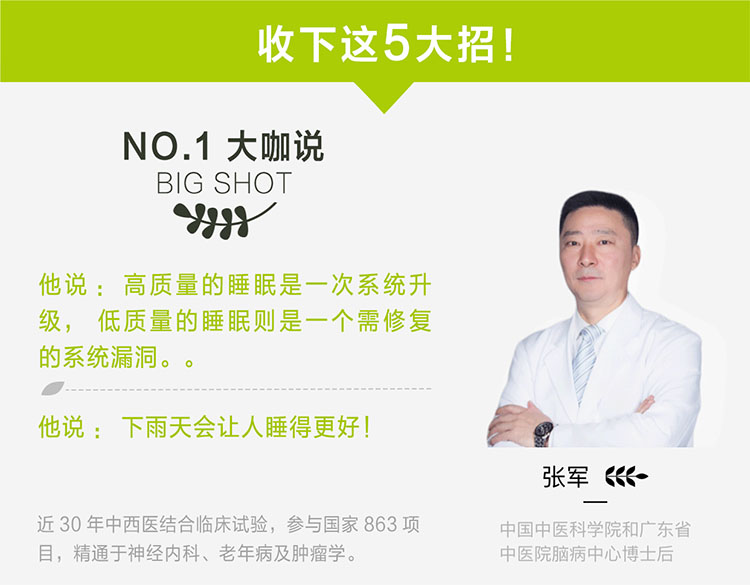 收下这5大招！
NO.1 大咖说
BIG SHOT
他说： 高质量的睡眠是一次系统升
级， 低质量的睡眠则是一个需修复
的系统漏洞。。
他说： 下雨天会让人睡得更好！
张军
近 30 年中西医结合临床试验，参与国家 863 项
目，精通于神经内科、老年病及肿瘤学。
中国中医科学院和广东省
中医院脑病中心博士后